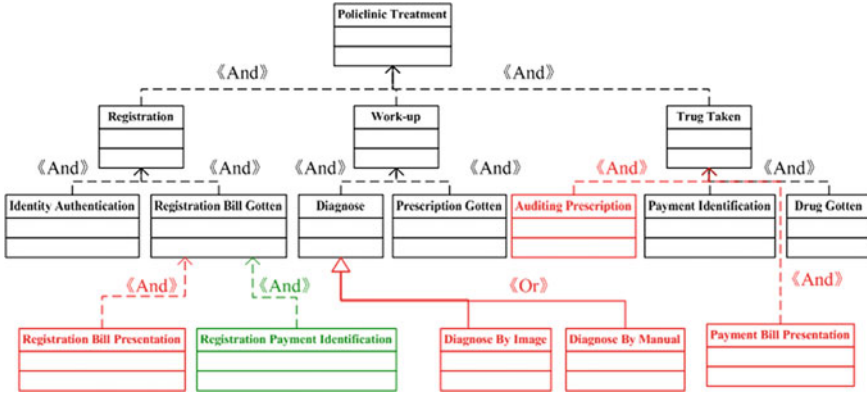 Policlinic Treatment
《And》 《And》
Registration Work-up Trug Taken
《And》 《And》 《And》 《And》 《And》 《And》
Identity Authentication Registration Bill Gotten Diagnose Prescription Gotten Auditing Prescription Payment Identification Drug Gotten
《And》 《And》 《Or》 《And》
Registration Bill Presentation Registration Payment Identification Diagnose By Image Diagnose By Manual Payment Bill Presentation